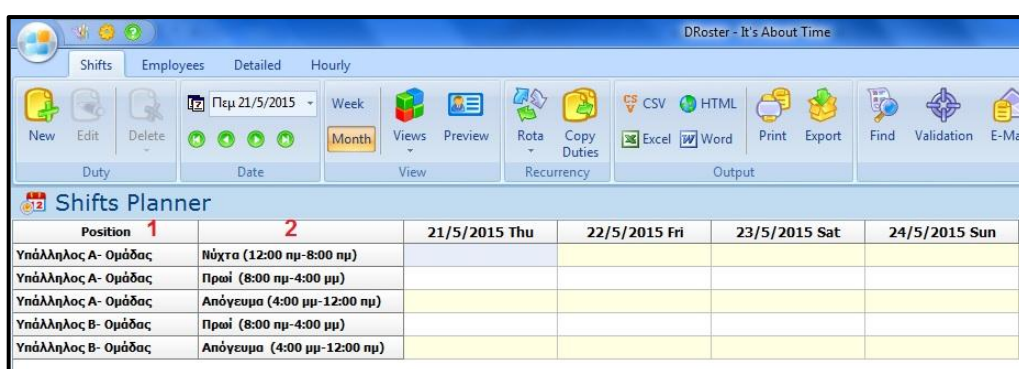 DRoster - It's About Time
Shifts Employees Detailed Hourly
Πεμ 21/5/2015 Week CSV CSV HTML
New Edit Delete Month Views Preview Rota Copy Duties Excel Word Print Export Find Validation
Duty Date View Recurrency Output
Shifts Planner
Position 1 2 21/5/2015 Thu 22/5/2015 Fri 23/5/2015 Sat 24/5/2015 Sun
Υπάλληλος Α- Ομάδας Νύχτα (12:00 πμ-8:00 πμ)
Υπάλληλος Α- Ομάδας Πρωί (8:00 πμ-4:00 μμ)
Υπάλληλος Α- Ομάδας Απόγευμα (4:00 μμ-12:00 πμ)
Υπάλληλος Β- Ομάδας Πρωί (8:00 πμ-4:00 μμ)
Υπάλληλος Β- Ομάδας Απόγευμα (4:00 μμ-12:00 πμ)